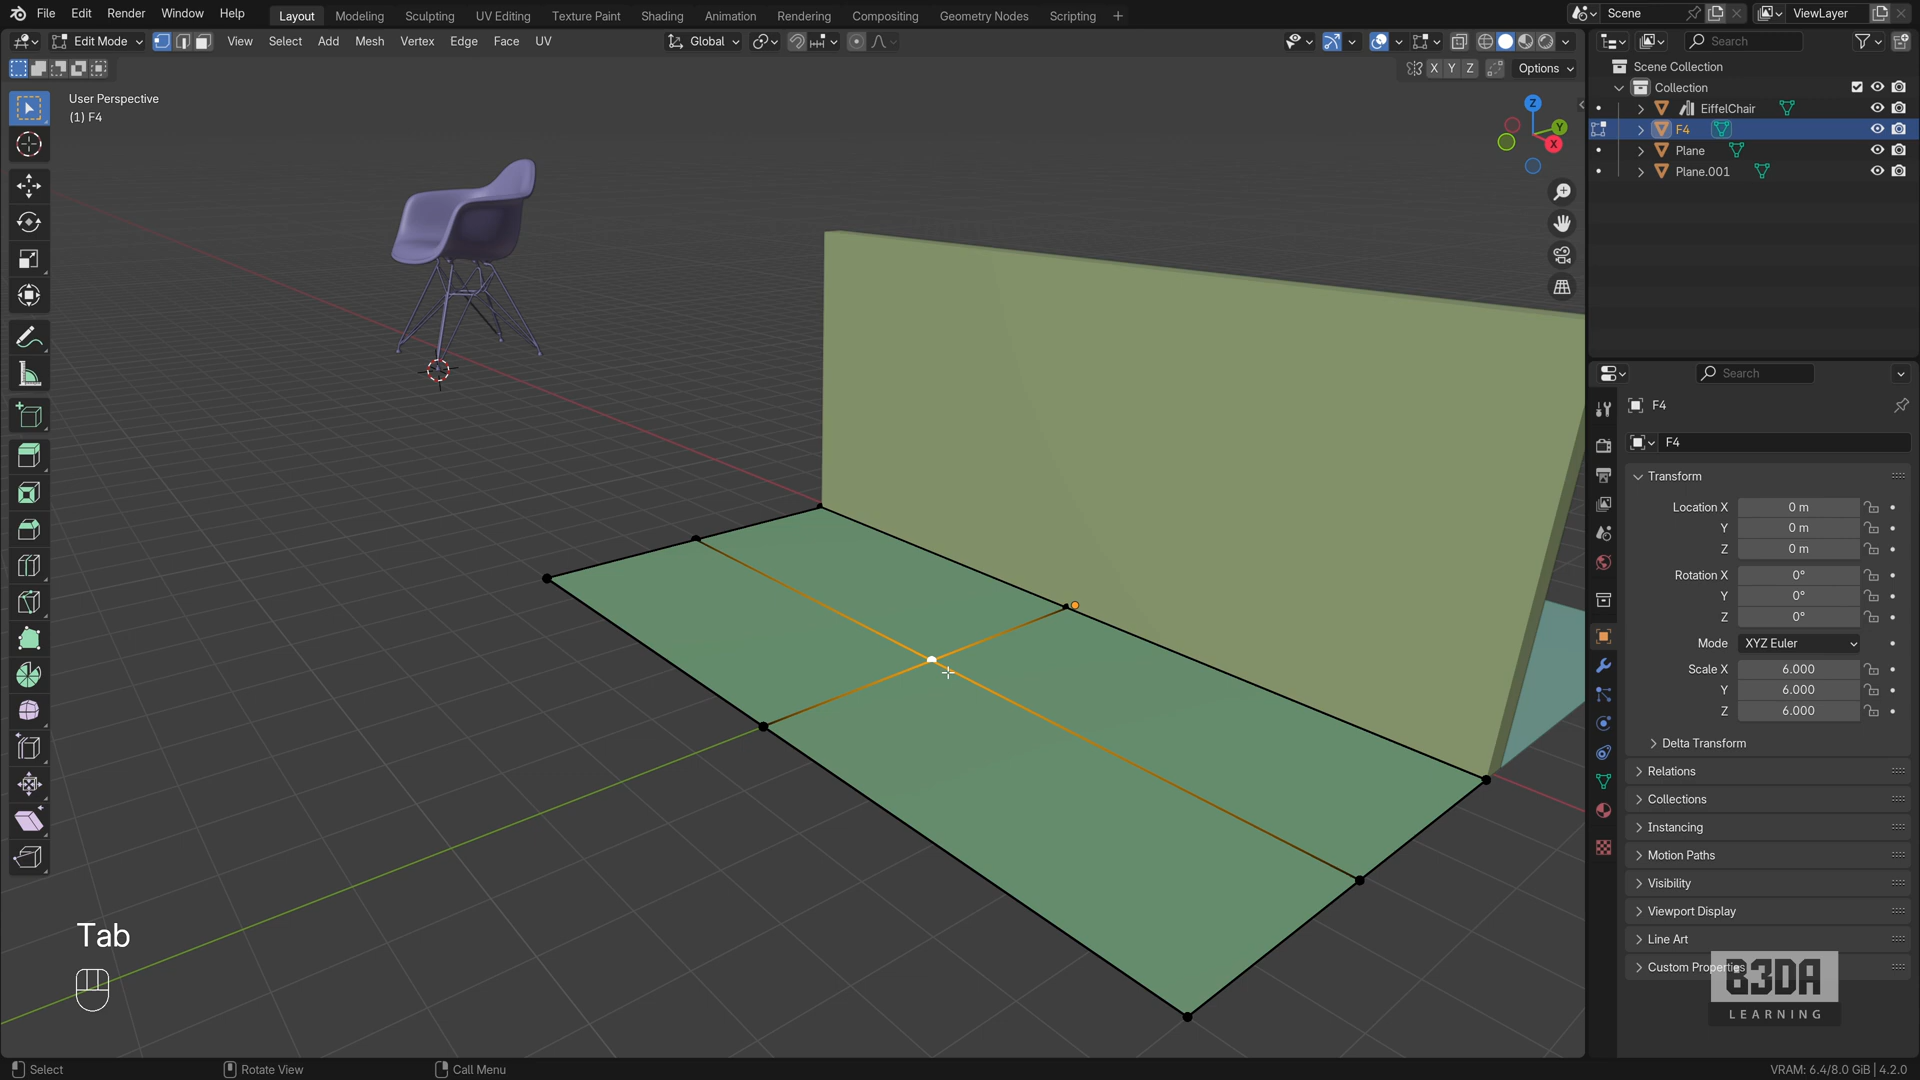 File Edit Render Window Help
Layout Modeling Sculpting UV Editing Texture Paint Shading Animation Rendering Compositing Geometry Nodes Scripting +
Scene
ViewLayer
Edit Mode View Select Add Mesh Vertex Edge Face UV
Global
Search
X Y Z Options
User Perspective
(1) F4
Z
Y
X
Scene Collection
Collection
EiffelChair
F4
Plane
Plane.001
Search
F4
F4
Transform
Location X 0 m
Y 0 m
Z 0 m
Rotation X 0°
Y 0°
Z 0°
Mode XYZ Euler
Scale X 6.000
Y 6.000
Z 6.000
Delta Transform
Relations
Collections
Instancing
Motion Paths
Visibility
Viewport Display
Line Art
Custom Properties
B3DA
LEARNING
Tab
Select Rotate View Call Menu
VRAM: 6.4/8.0 GiB | 4.2.0